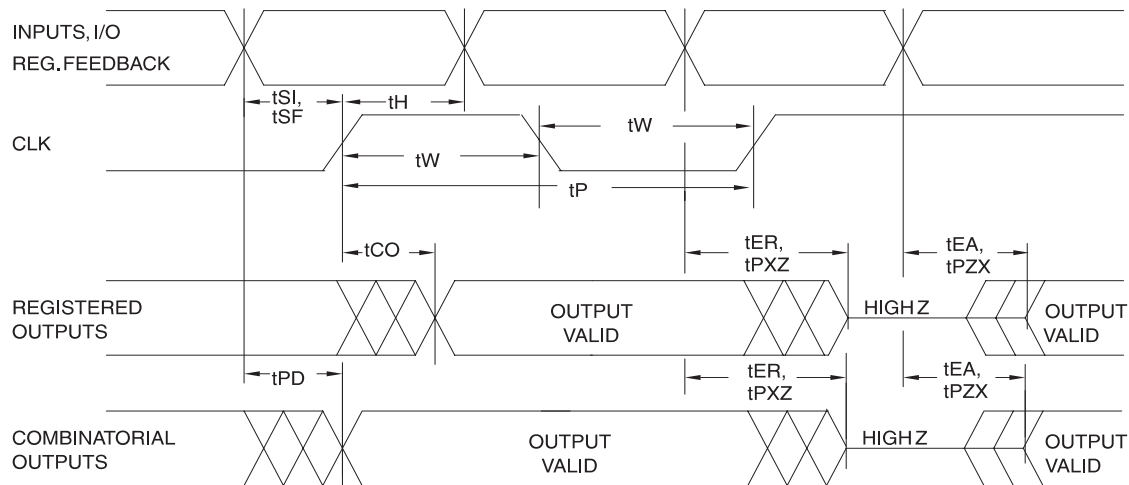 INPUTS, I/O
REG. FEEDBACK
tSI,
tSF
tH
CLK
tW
tW
tP
tCO
tER,
tPXZ
tEA,
tPZX
REGISTERED
OUTPUTS
OUTPUT
VALID
HIGH Z
OUTPUT
VALID
tPD
tER,
tPXZ
tEA,
tPZX
COMBINATORIAL
OUTPUTS
OUTPUT
VALID
HIGH Z
OUTPUT
VALID